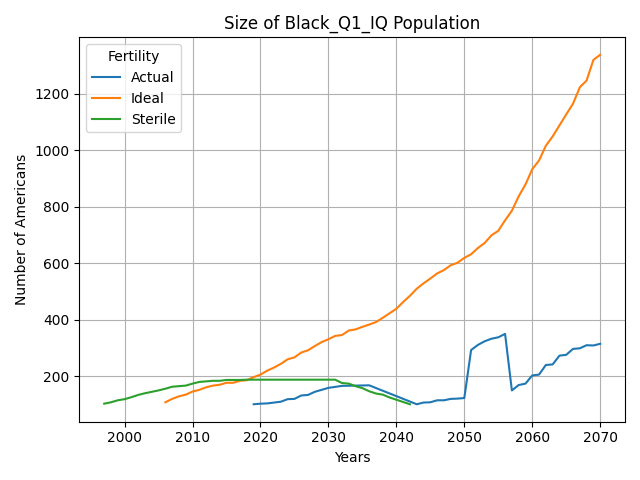 Size of Black_Q1_IQ Population
Fertility
Actual
Ideal
Sterile
Number of Americans
1200
1000
800
600
400
200
2000 2010 2020 2030 2040 2050 2060 2070
Years